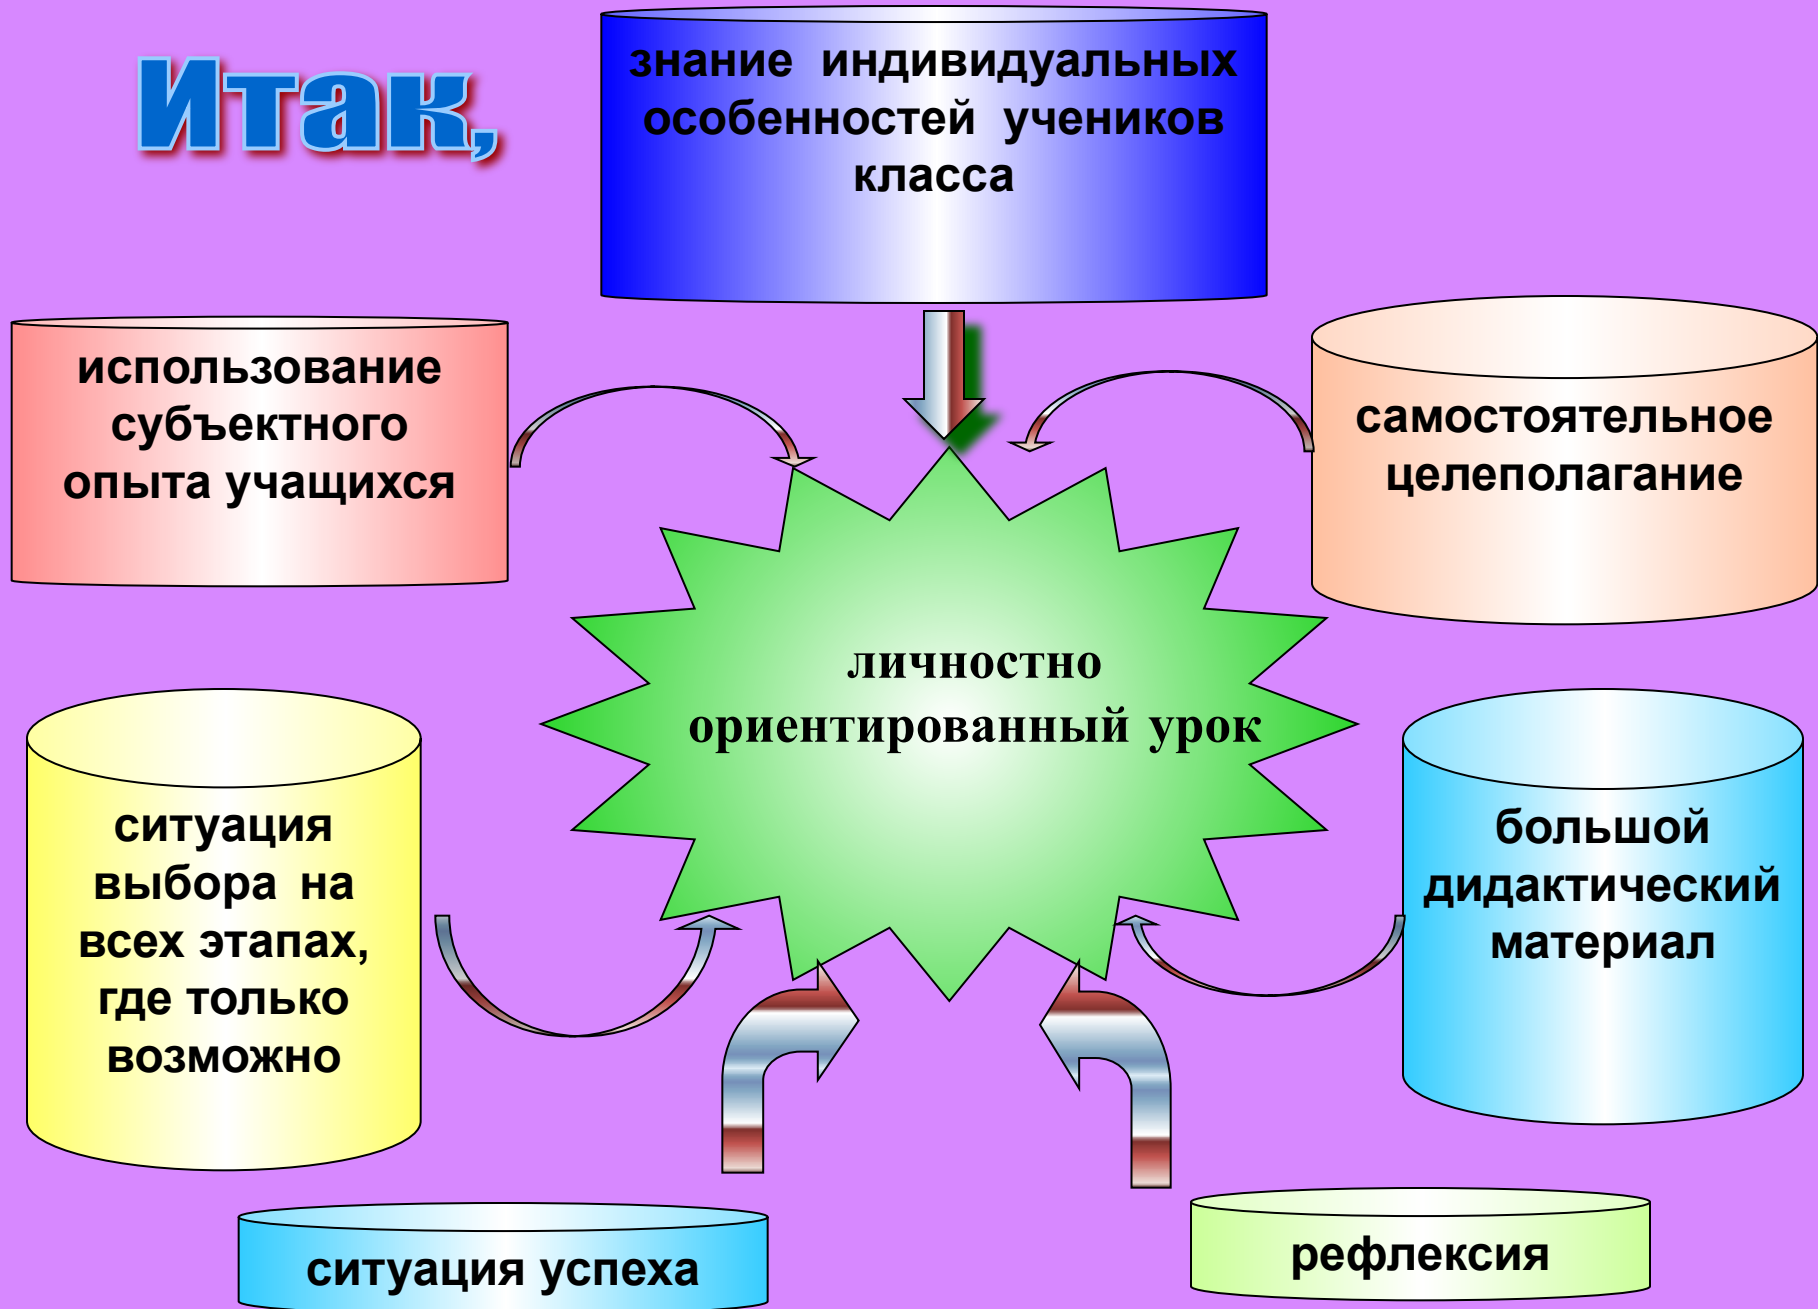 Итак,
знание индивидуальных
особенностей учеников
класса
использование
субъектного
опыта учащихся
самостоятельное
целеполагание
личностно
ориентированный урок
ситуация
выбора на
всех этапах,
где только
возможно
большой
дидактический
материал
ситуация успеха
рефлексия